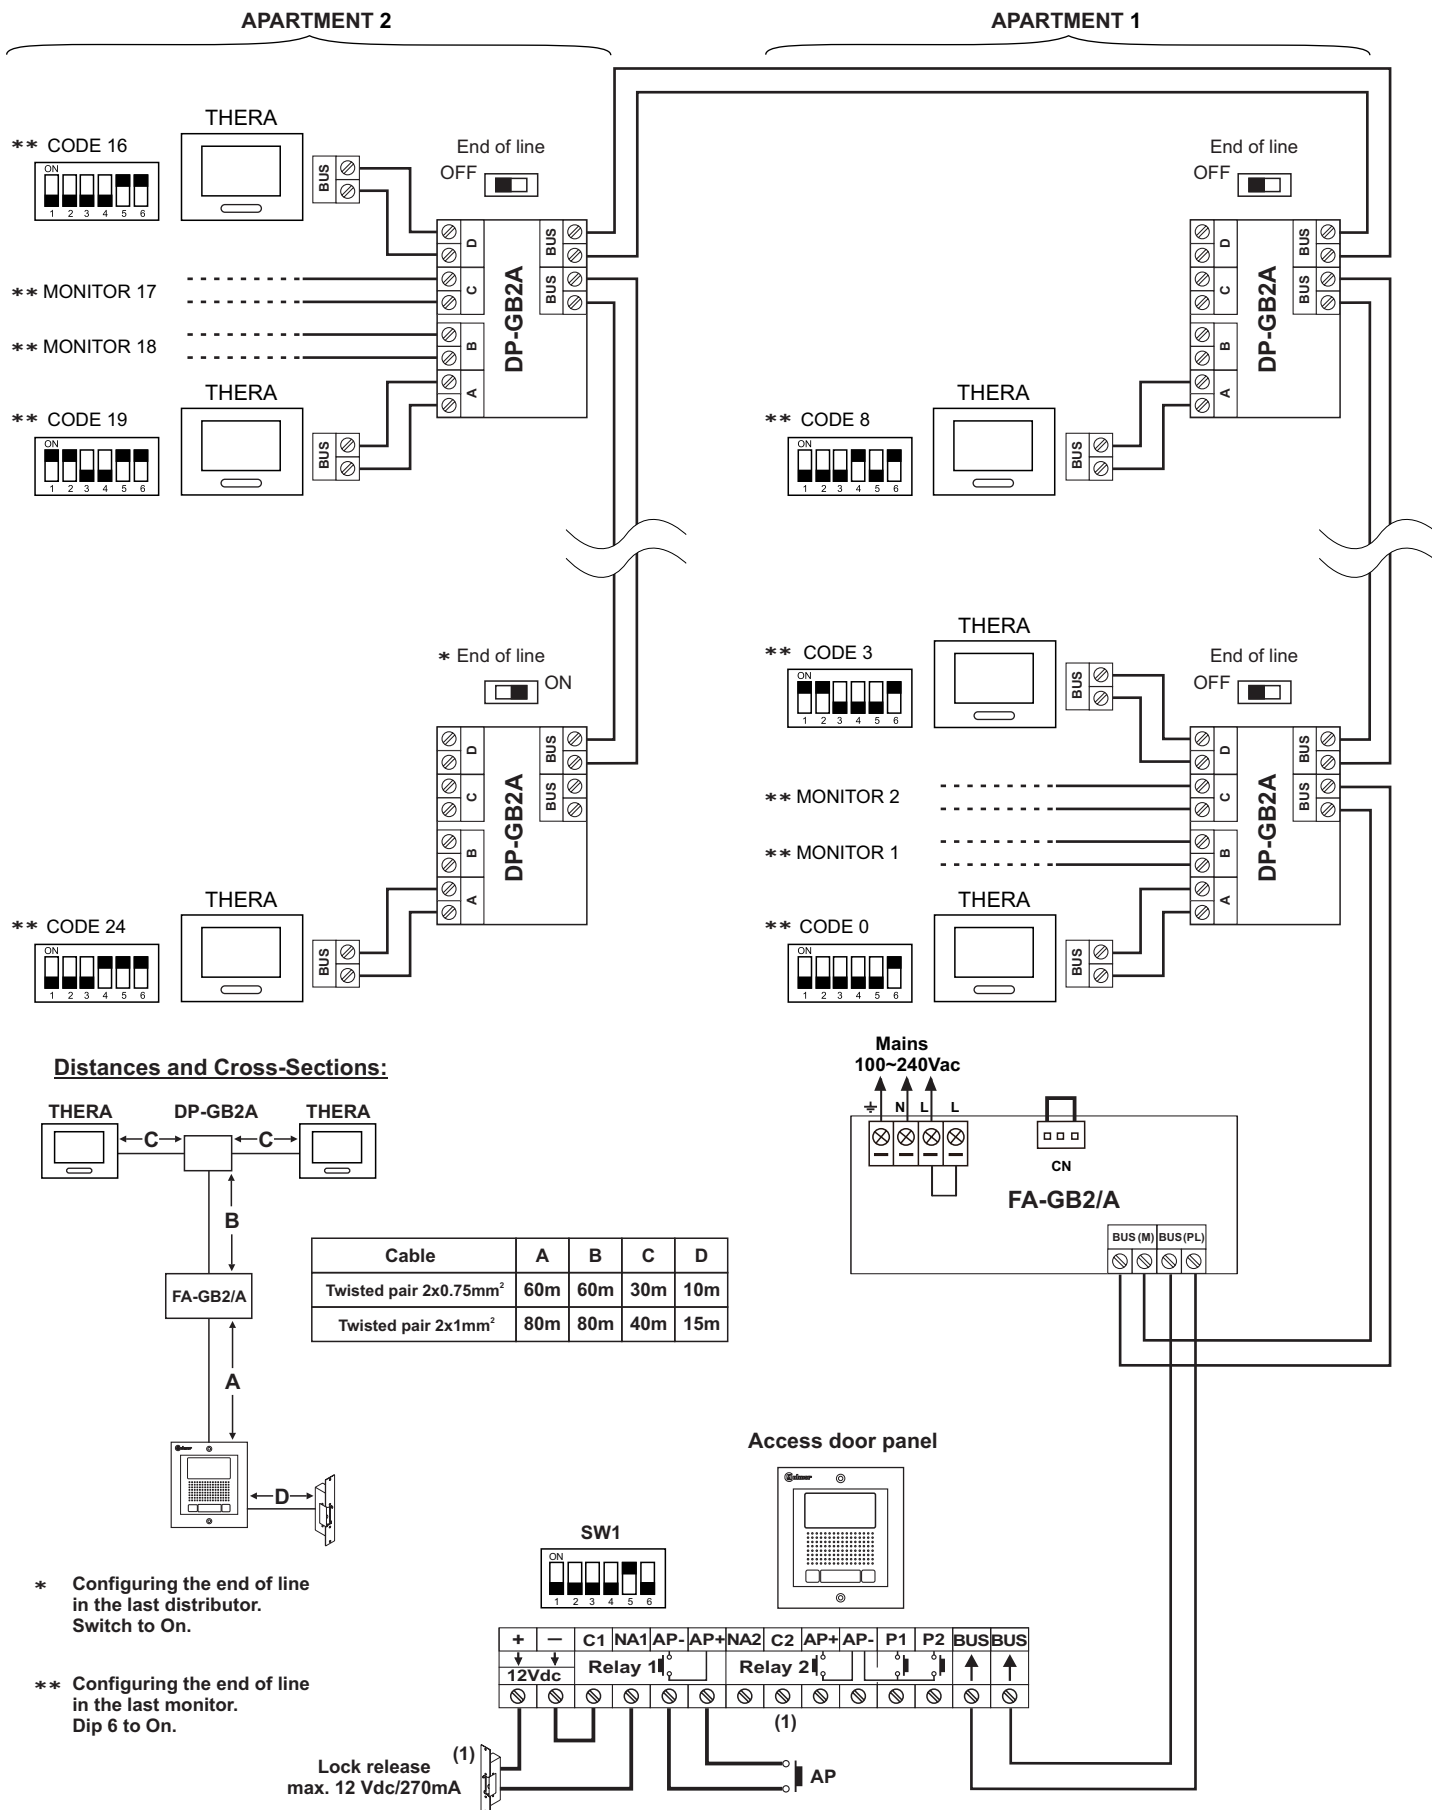 APARTMENT 2
APARTMENT 1
THERA
** CODE 16
ON
1 2 3 4 5 6
BUS
End of line
OFF
D
C
B
A
DP-GB2A
BUS
BUS
** MONITOR 17
** MONITOR 18
THERA
** CODE 19
ON
1 2 3 4 5 6
BUS
End of line
OFF
D
C
B
A
DP-GB2A
BUS
BUS
THERA
** CODE 8
ON
1 2 3 4 5 6
BUS
* End of line
ON
D
C
B
A
DP-GB2A
BUS
BUS
THERA
** CODE 24
ON
1 2 3 4 5 6
BUS
THERA
** CODE 3
ON
1 2 3 4 5 6
BUS
End of line
OFF
D
C
B
A
DP-GB2A
BUS
BUS
** MONITOR 2
** MONITOR 1
THERA
** CODE 0
ON
1 2 3 4 5 6
BUS
Distances and Cross-Sections:
THERA
DP-GB2A
THERA
C
C
B
FA-GB2/A
A
D
Cable A B C D
Twisted pair 2x0.75mm² 60m 60m 30m 10m
Twisted pair 2x1mm² 80m 80m 40m 15m
Mains
100~240Vac
N L L
CN
FA-GB2/A
BUS (M) BUS (PL)
Access door panel
Golmar
SW1
ON
1 2 3 4 5 6
+ – C1 NA1 AP- AP+ NA2 C2 AP+ AP- P1 P2 BUS BUS
12Vdc
Relay 1
Relay 2
(1)
(1)
Lock release
max. 12 Vdc/270mA
AP
* Configuring the end of line
in the last distributor.
Switch to On.
** Configuring the end of line
in the last monitor.
Dip 6 to On.